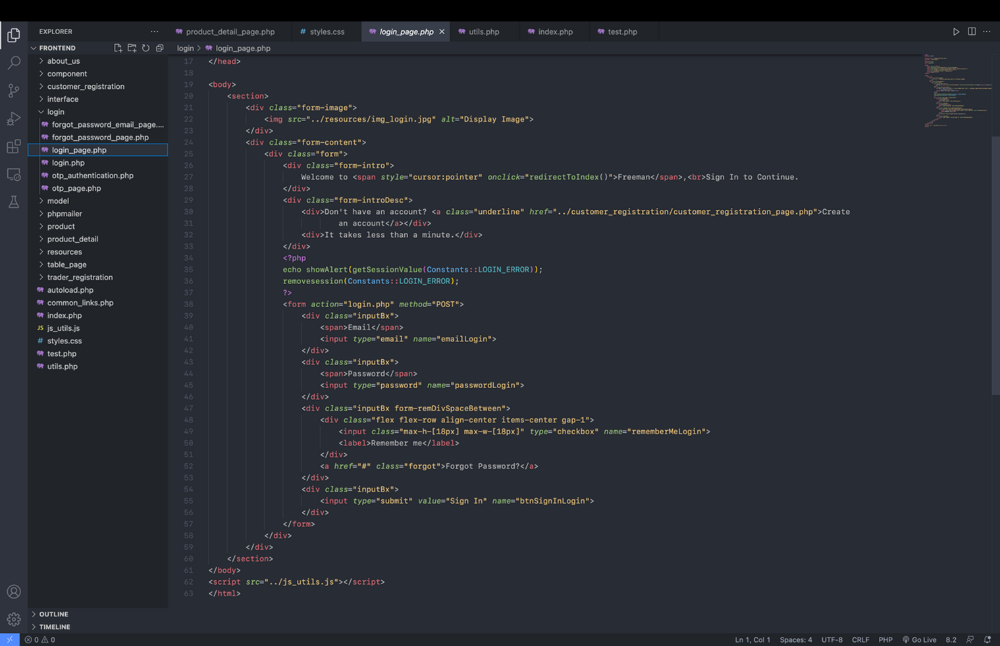 EXPLORER
product_detail_page.php
# styles.css
login_page.php
utils.php
index.php
test.php
FRONTEND
login > login_page.php
about_us
component
customer_registration
interface
login
forgot_password_email_page....
forgot_password_page.php
login_page.php
login.php
otp_authentication.php
otp_page.php
model
phpmailer
product
product_detail
resources
table_page
trader_registration
autoload.php
common_links.php
index.php
JS js_utils.js
# styles.css
test.php
utils.php
OUTLINE
TIMELINE
17 </head>
18
19 <body>
20 <section>
21 <div class="form-image">
22 <img src="../resources/img_login.jpg" alt="Display Image">
23 </div>
24 <div class="form-content">
25 <div class="form">
26 <div class="form-intro">
27 Welcome to <span style="cursor:pointer" onclick="redirectToIndex()">Freeman</span>,<br>Sign In to Continue.
28 </div>
29 <div class="form-introDesc">
30 <div>Don't have an account? <a class="underline" href="../customer_registration/customer_registration_page.php">Create
31 an account</a></div>
32 <div>It takes less than a minute.</div>
33 </div>
34 <?php
35 echo showAlert(getSessionValue(Constants::LOGIN_ERROR));
36 removesession(Constants::LOGIN_ERROR);
37 ?>
38 <form action="login.php" method="POST">
39 <div class="inputBx">
40 <span>Email</span>
41 <input type="email" name="emailLogin">
42 </div>
43 <div class="inputBx">
44 <span>Password</span>
45 <input type="password" name="passwordLogin">
46 </div>
47 <div class="inputBx form-remDivSpaceBetween">
48 <div class="flex flex-row align-center items-center gap-1">
49 <input class="max-h-[18px] max-w-[18px]" type="checkbox" name="rememberMeLogin">
50 <label>Remember me</label>
51 </div>
52 <a href="#" class="forgot">Forgot Password?</a>
53 </div>
54 <div class="inputBx">
55 <input type="submit" value="Sign In" name="btnSignInLogin">
56 </div>
57 </form>
58 </div>
59 </div>
60 </section>
61 </body>
62 <script src="../js_utils.js"></script>
63 </html>
0 0
Ln 1, Col 1
Spaces: 4
UTF-8
CRLF
PHP
Go Live
8.2